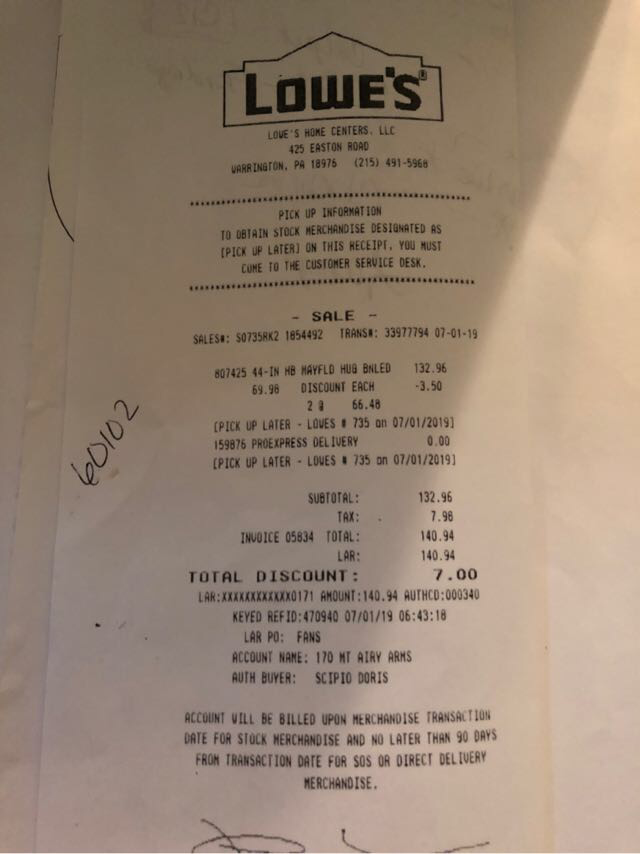 LOWE'S
LOWE'S HOME CENTERS, LLC
425 EASTON ROAD
WARRINGTON, PA 18976 (215) 491-5968
PICK UP INFORMATION
TO OBTAIN STOCK MERCHANDISE DESIGNATED AS
[PICK UP LATER] ON THIS RECEIPT, YOU MUST
COME TO THE CUSTOMER SERVICE DESK.
- SALE -
SALES#: S0735RK2 1854492 TRANS#: 33977794 07-01-19
807425 44-IN HB MAYFLD HUG BNLED 132.96
69.98 DISCOUNT EACH -3.50
2 @ 66.48
[PICK UP LATER - LOWES # 735 on 07/01/2019]
159876 PROEXPRESS DELIVERY 0.00
[PICK UP LATER - LOWES # 735 on 07/01/2019]
60102
SUBTOTAL: 132.96
TAX: 7.98
INVOICE 05834 TOTAL: 140.94
LAR: 140.94
TOTAL DISCOUNT: 7.00
LAR:XXXXXXXXXXXX0171 AMOUNT:140.94 AUTHCD:000340
KEYED REFID:470940 07/01/19 06:43:18
LAR PO: FANS
ACCOUNT NAME: 170 MT AIRY ARMS
AUTH BUYER: SCIPIO DORIS
ACCOUNT WILL BE BILLED UPON MERCHANDISE TRANSACTION
DATE FOR STOCK MERCHANDISE AND NO LATER THAN 90 DAYS
FROM TRANSACTION DATE FOR SOS OR DIRECT DELIVERY
MERCHANDISE.